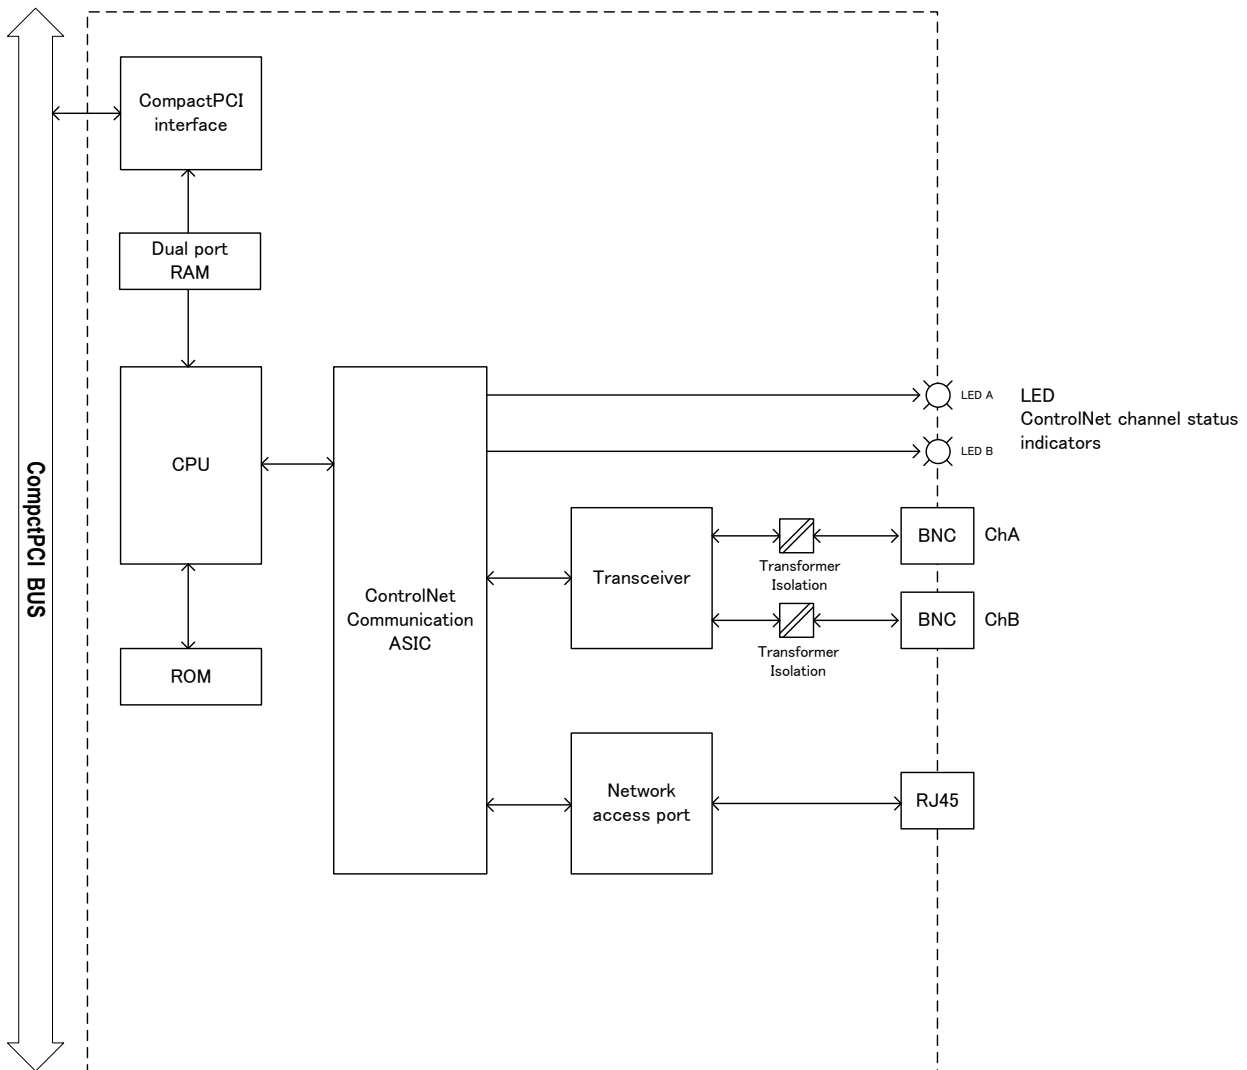 CompactPCI
interface
Dual port
RAM
CPU
ROM
CompctPCI BUS
ControlNet
Communication
ASIC
LED A
LED B
LED
ControlNet channel status
indicators
Transceiver
Transformer
Isolation
BNC
ChA
Transformer
Isolation
BNC
ChB
Network
access port
RJ45